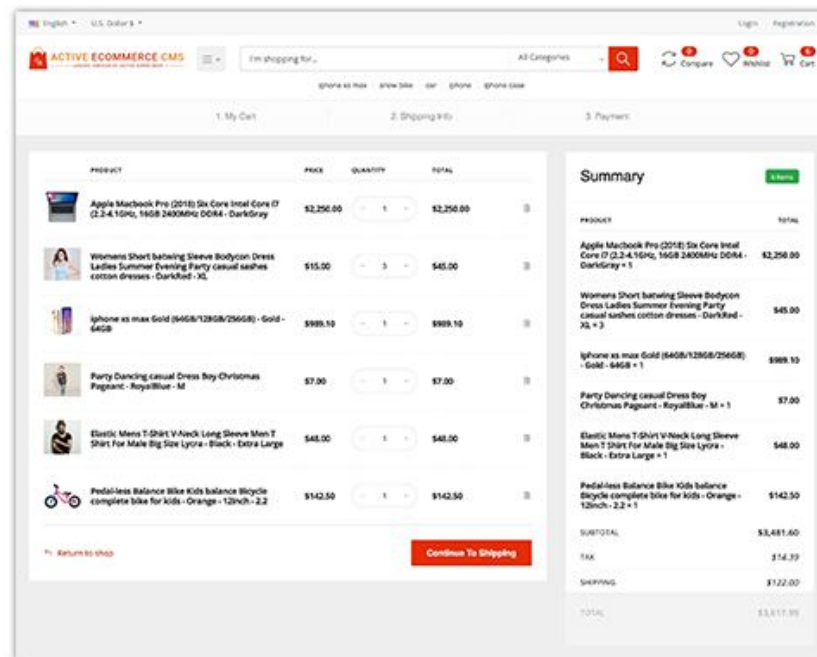 English
U.S. Dollar $
Login
Registration
ACTIVE ECOMMERCE CMS
I'm shopping for...
All Categories
0
Compare
0
Wishlist
6
Cart
iphone xs max
snow bike
car
iphone
iphone case
1. My Cart
2. Shipping Info
3. Payment
PRODUCT
PRICE
QUANTITY
TOTAL
Apple Macbook Pro (2018) Six Core Intel Core i7
(2.2-4.1GHz, 16GB 2400MHz DDR4 - DarkGray
$2,250.00
1
$2,250.00
Womens Short batwing Sleeve Bodycon Dress
Ladies Summer Evening Party casual sashes
cotton dresses - DarkRed - XL
$15.00
3
$45.00
iphone xs max Gold (64GB/128GB/256GB) - Gold -
64GB
$989.10
1
$989.10
Party Dancing casual Dress Boy Christmas
Pageant - RoyalBlue - M
$7.00
1
$7.00
Elastic Mens T-Shirt V-Neck Long Sleeve Men T
Shirt For Male Big Size Lycra - Black - Extra Large
$48.00
1
$48.00
Pedal-less Balance Bike Kids balance Bicycle
complete bike for kids - Orange - 12inch - 2.2
$142.50
1
$142.50
Return to shop
Continue To Shipping
Summary
6 Items
PRODUCT
TOTAL
Apple Macbook Pro (2018) Six Core Intel
Core i7 (2.2-4.1GHz, 16GB 2400MHz DDR4 -
DarkGray × 1
$2,250.00
Womens Short batwing Sleeve Bodycon
Dress Ladies Summer Evening Party
casual sashes cotton dresses - DarkRed -
XL × 3
$45.00
iphone xs max Gold (64GB/128GB/256GB)
- Gold - 64GB × 1
$989.10
Party Dancing casual Dress Boy
Christmas Pageant - RoyalBlue - M × 1
$7.00
Elastic Mens T-Shirt V-Neck Long Sleeve
Men T Shirt For Male Big Size Lycra -
Black - Extra Large × 1
$48.00
Pedal-less Balance Bike Kids balance
Bicycle complete bike for kids - Orange -
12inch - 2.2 × 1
$142.50
SUBTOTAL
$3,481.60
TAX
$14.39
SHIPPING
$122.00
TOTAL
$3,617.99